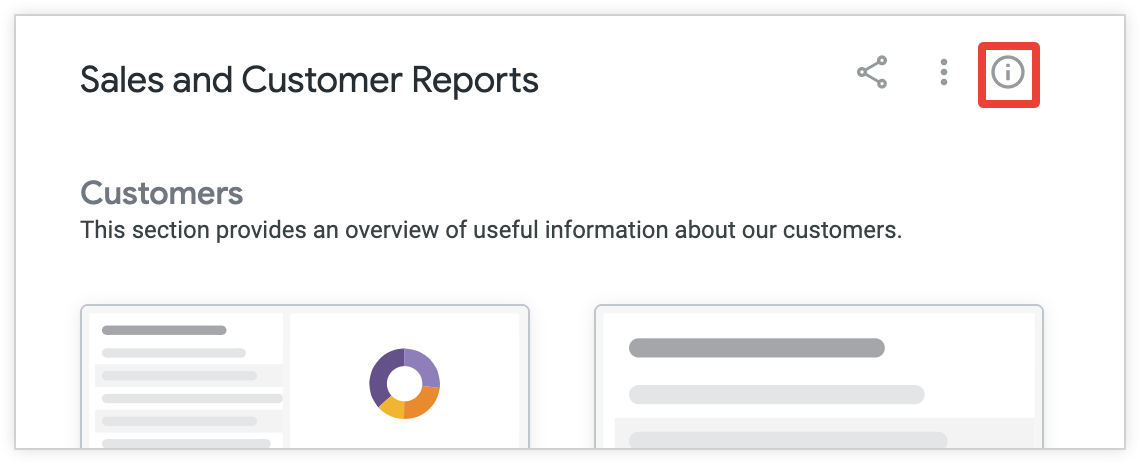 Sales and Customer Reports
Customers
This section provides an overview of useful information about our customers.